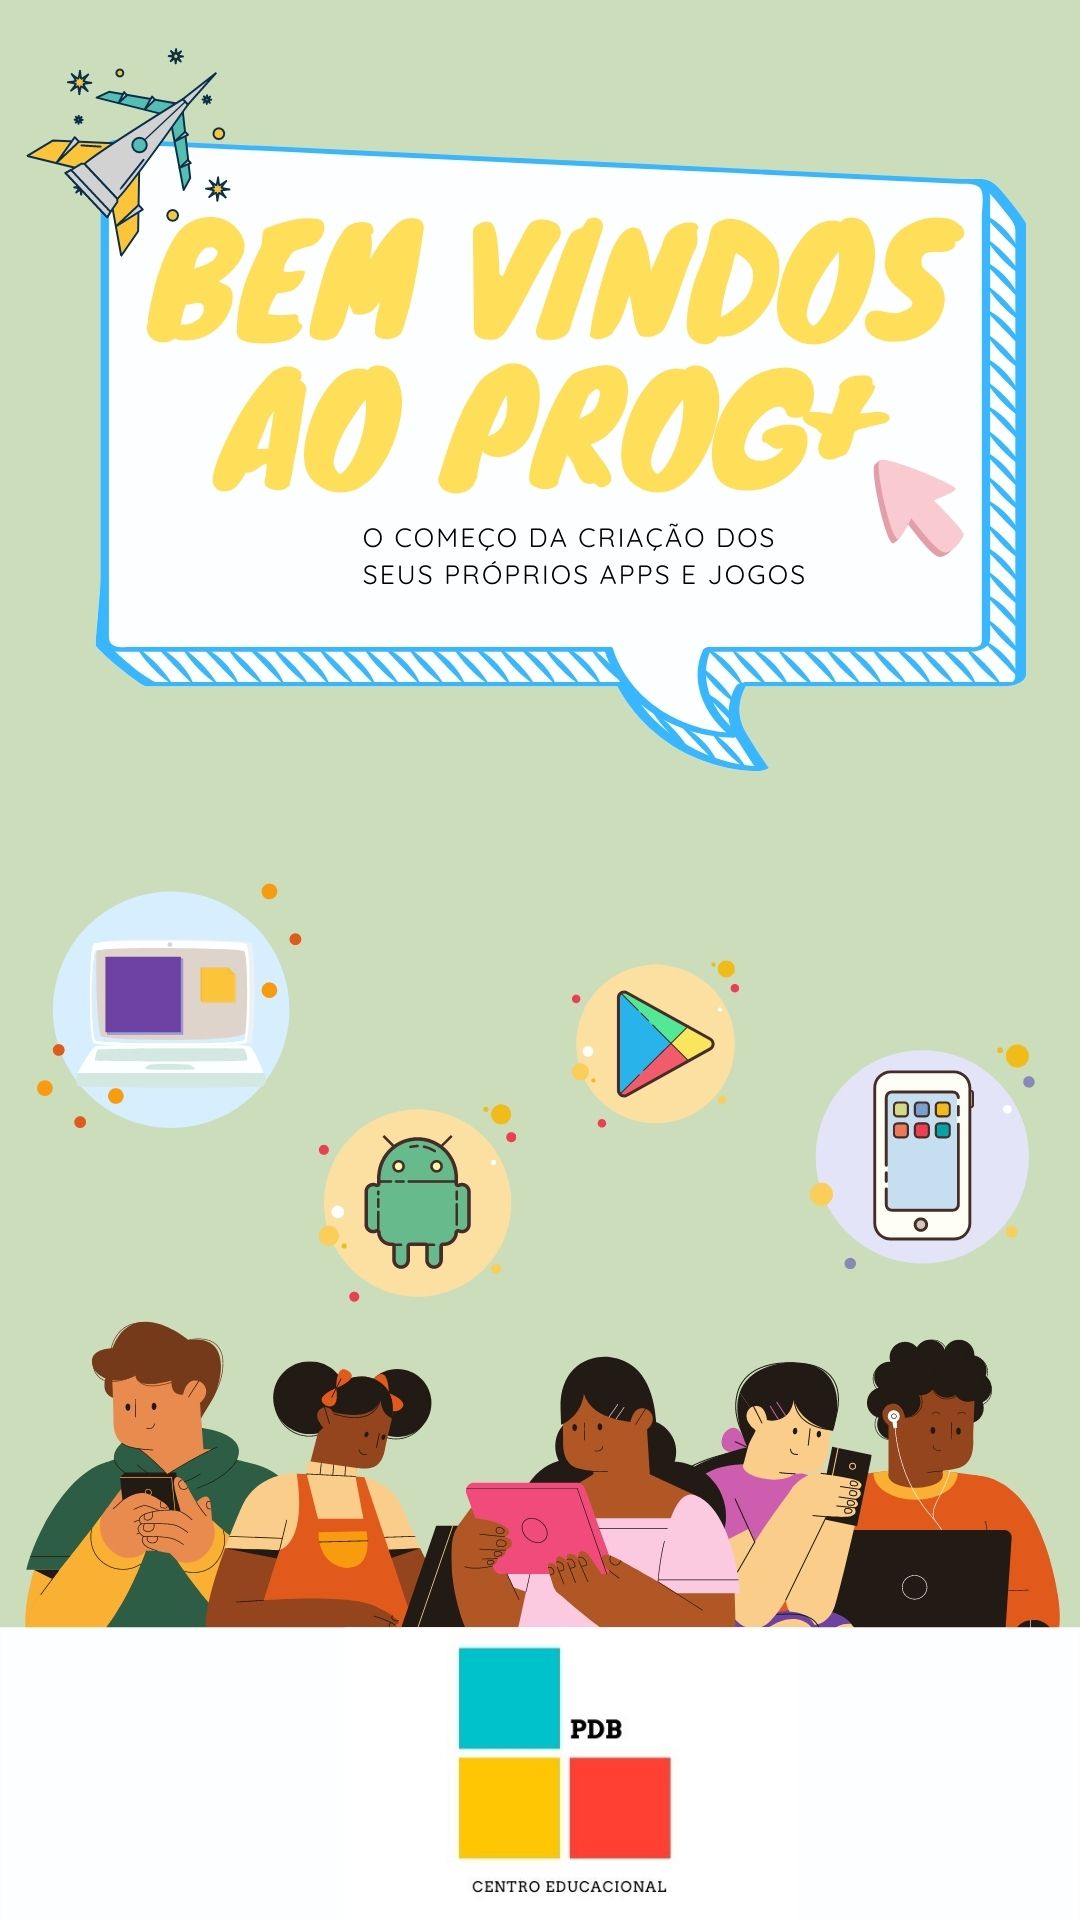 BEM VINDOS
AO PROG+
O COMEÇO DA CRIAÇÃO DOS
SEUS PRÓPRIOS APPS E JOGOS
PDB
CENTRO EDUCACIONAL